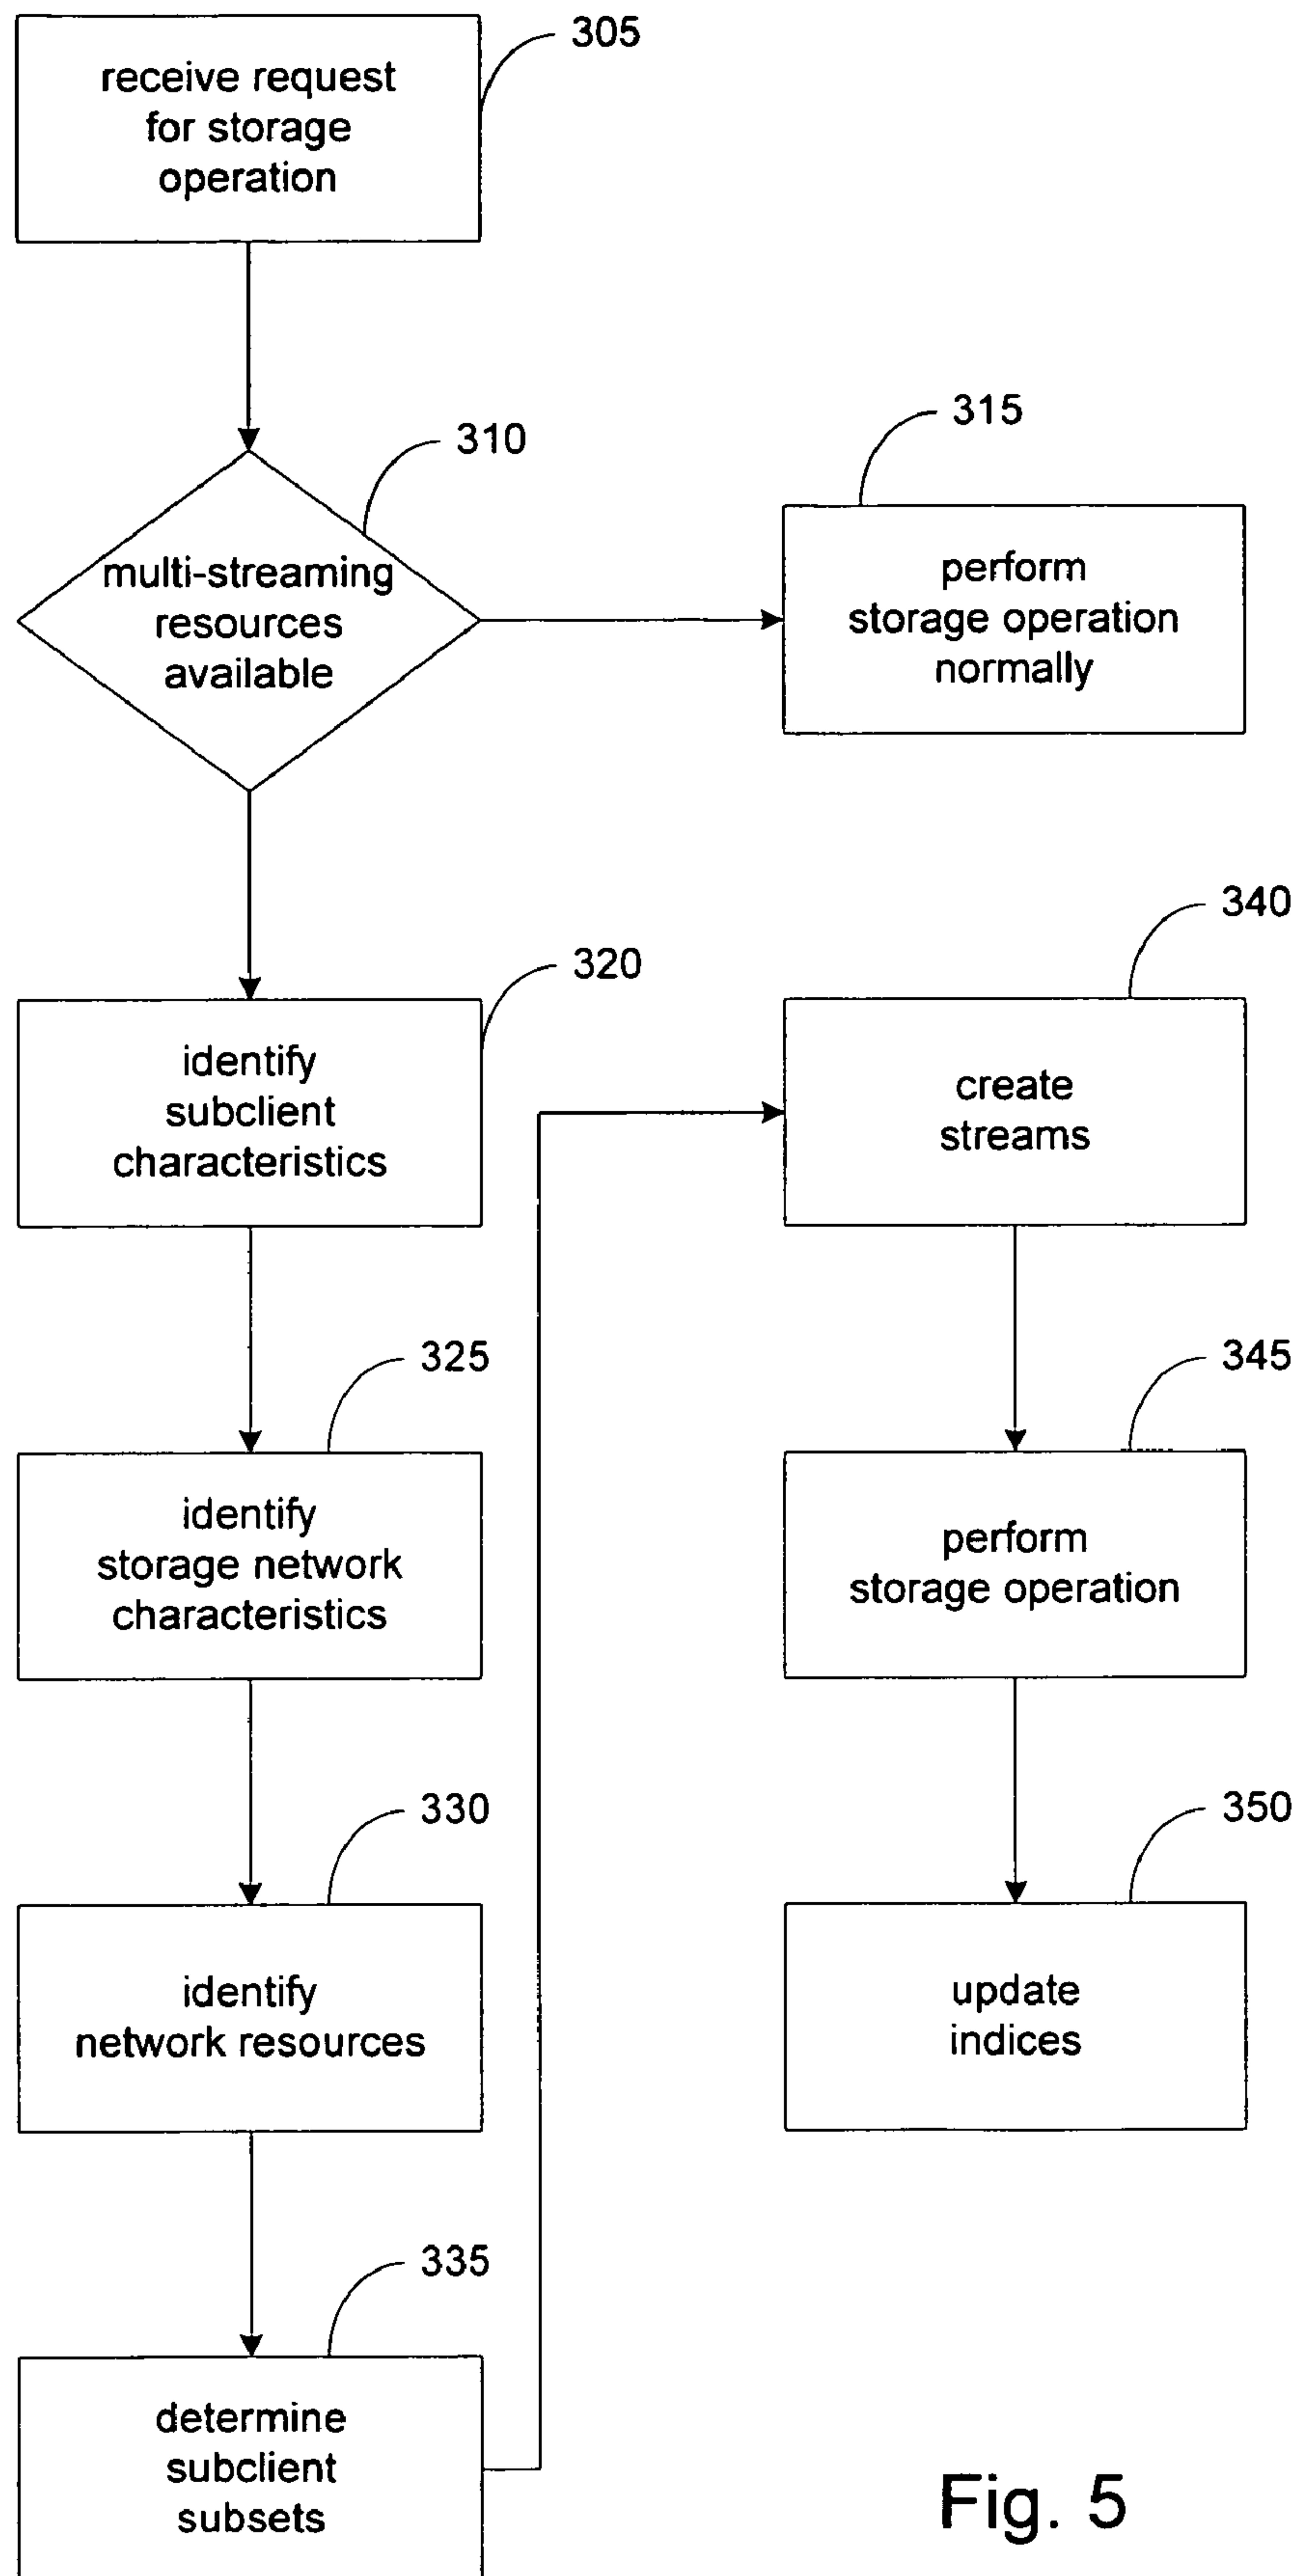 305
receive request
for storage
operation
310
multi-streaming
resources
available
315
perform
storage operation
normally
320
identify
subclient
characteristics
325
identify
storage network
characteristics
330
identify
network resources
335
determine
subclient
subsets
340
create
streams
345
perform
storage operation
350
update
indices
Fig. 5